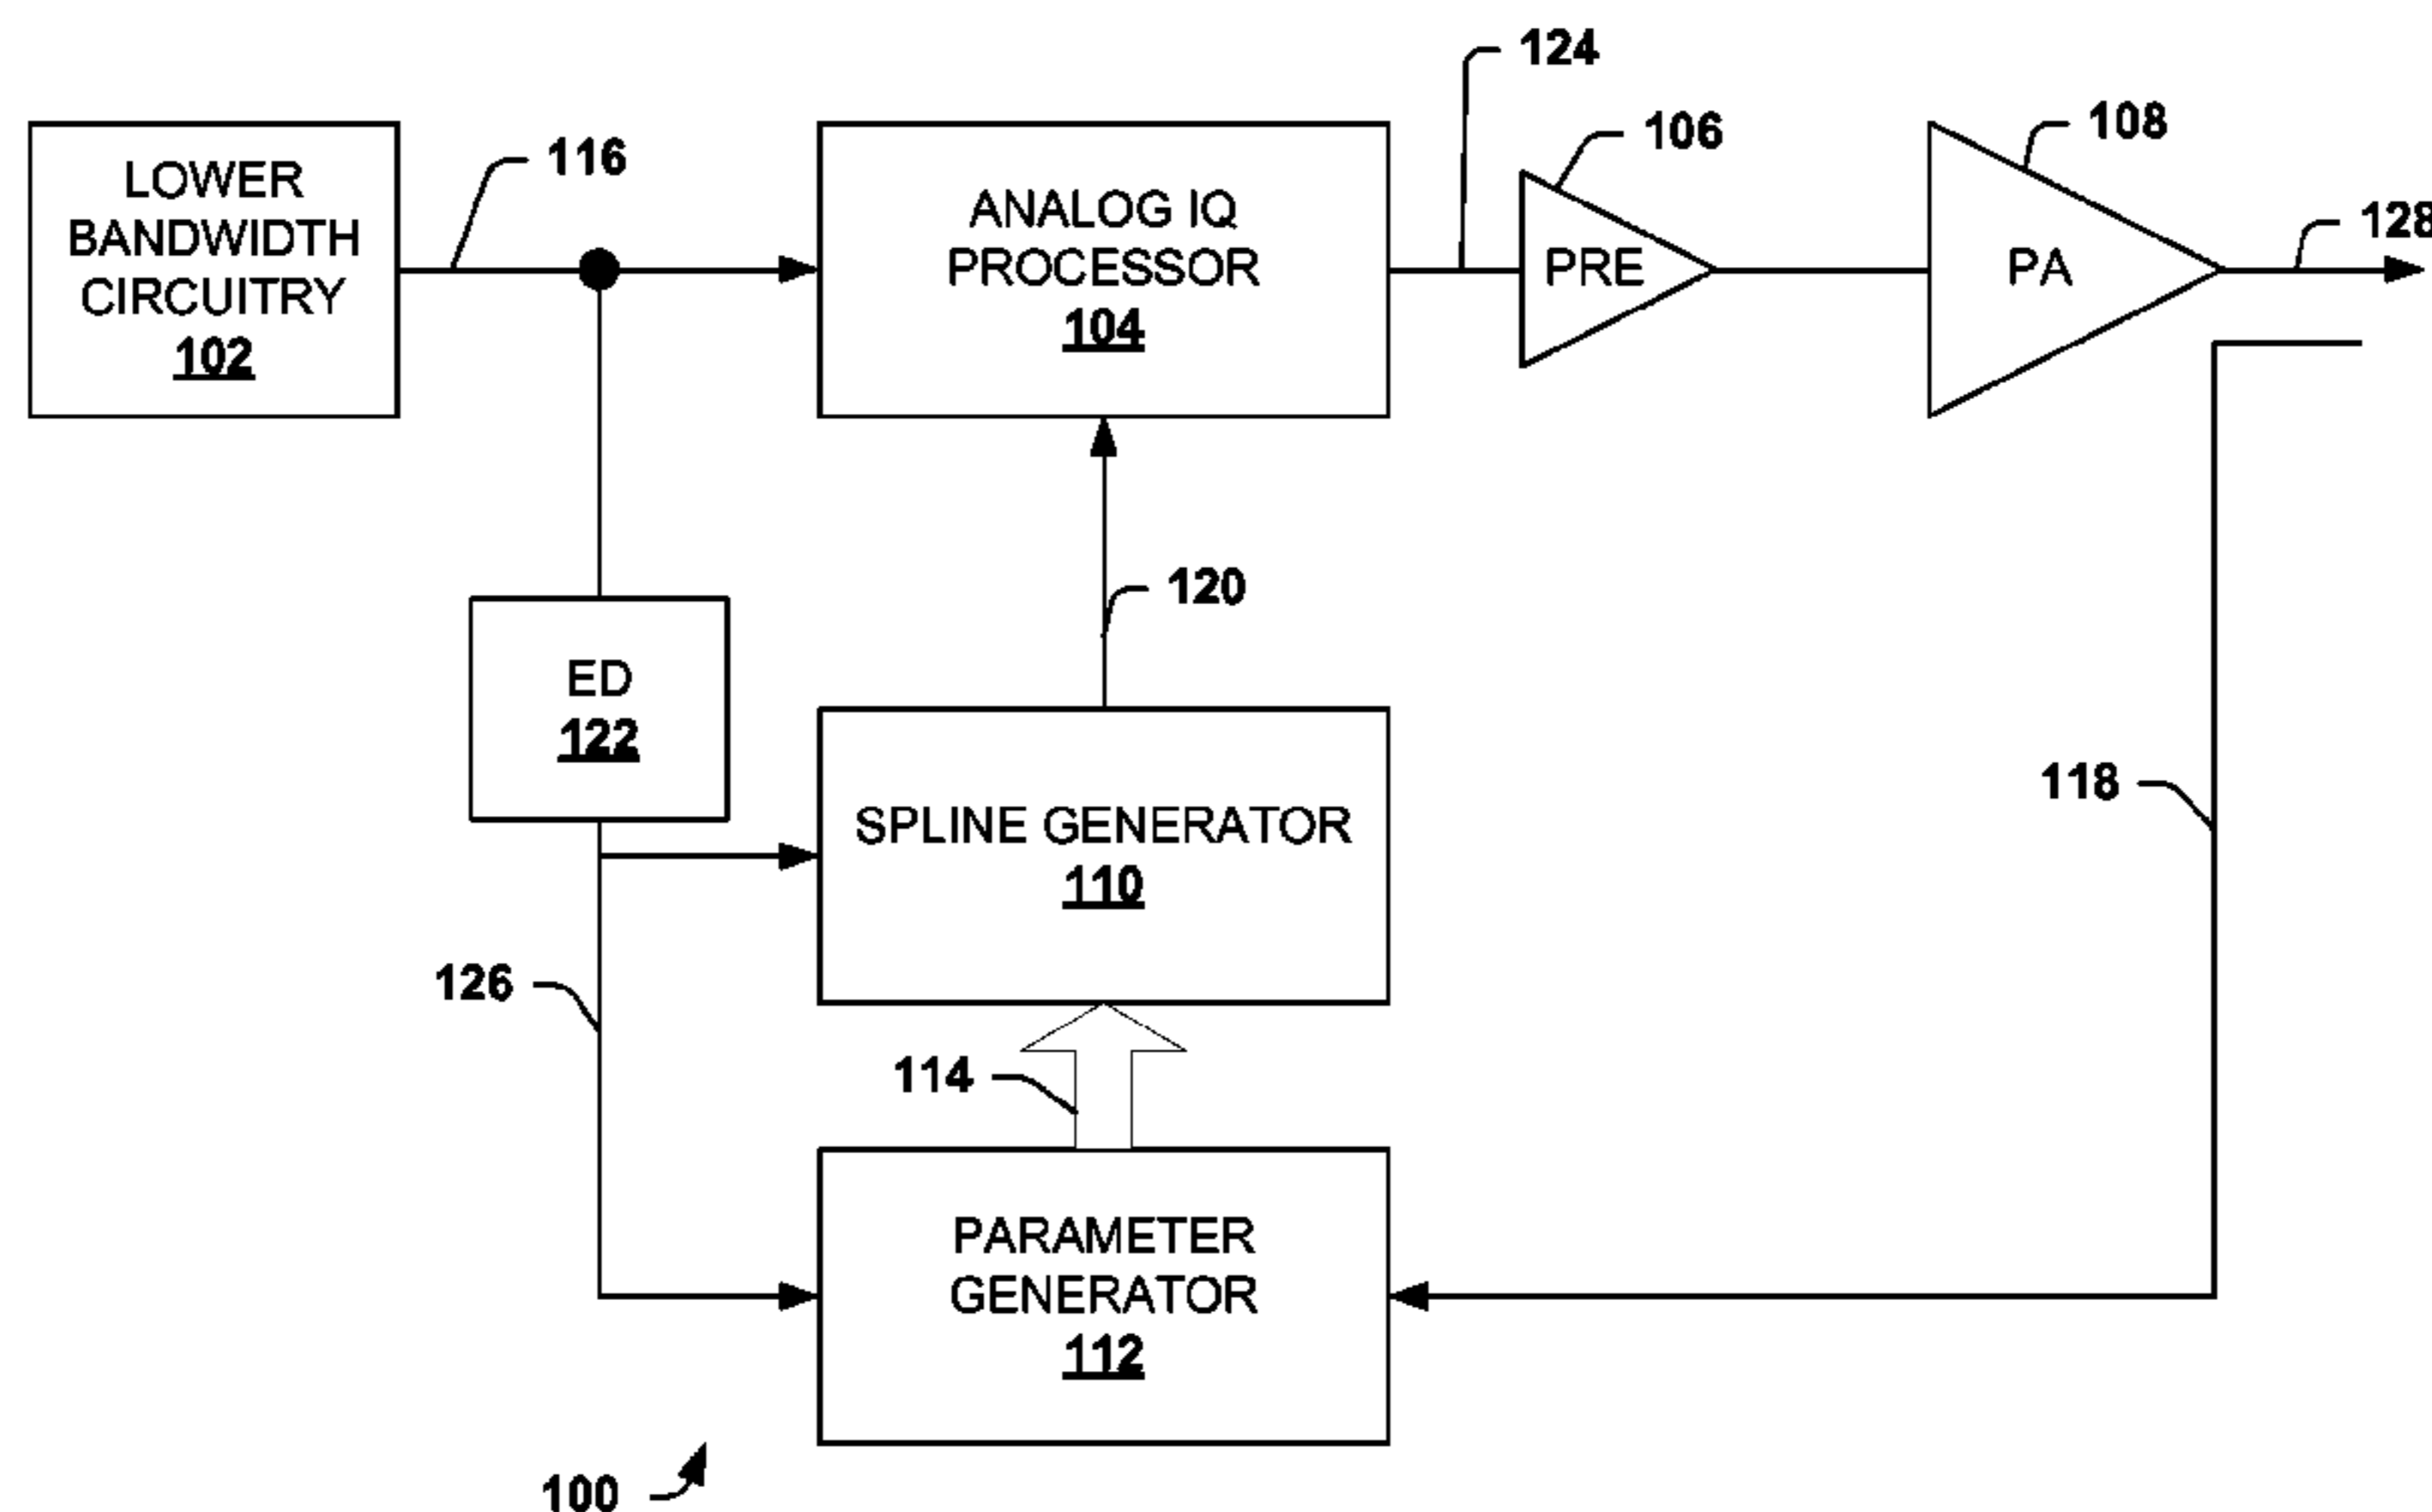 124
116
106
108
LOWER
BANDWIDTH
CIRCUITRY
102
ANALOG IQ
PROCESSOR
104
PRE
PA
128
120
ED
122
118
SPLINE GENERATOR
110
126
114
PARAMETER
GENERATOR
112
100